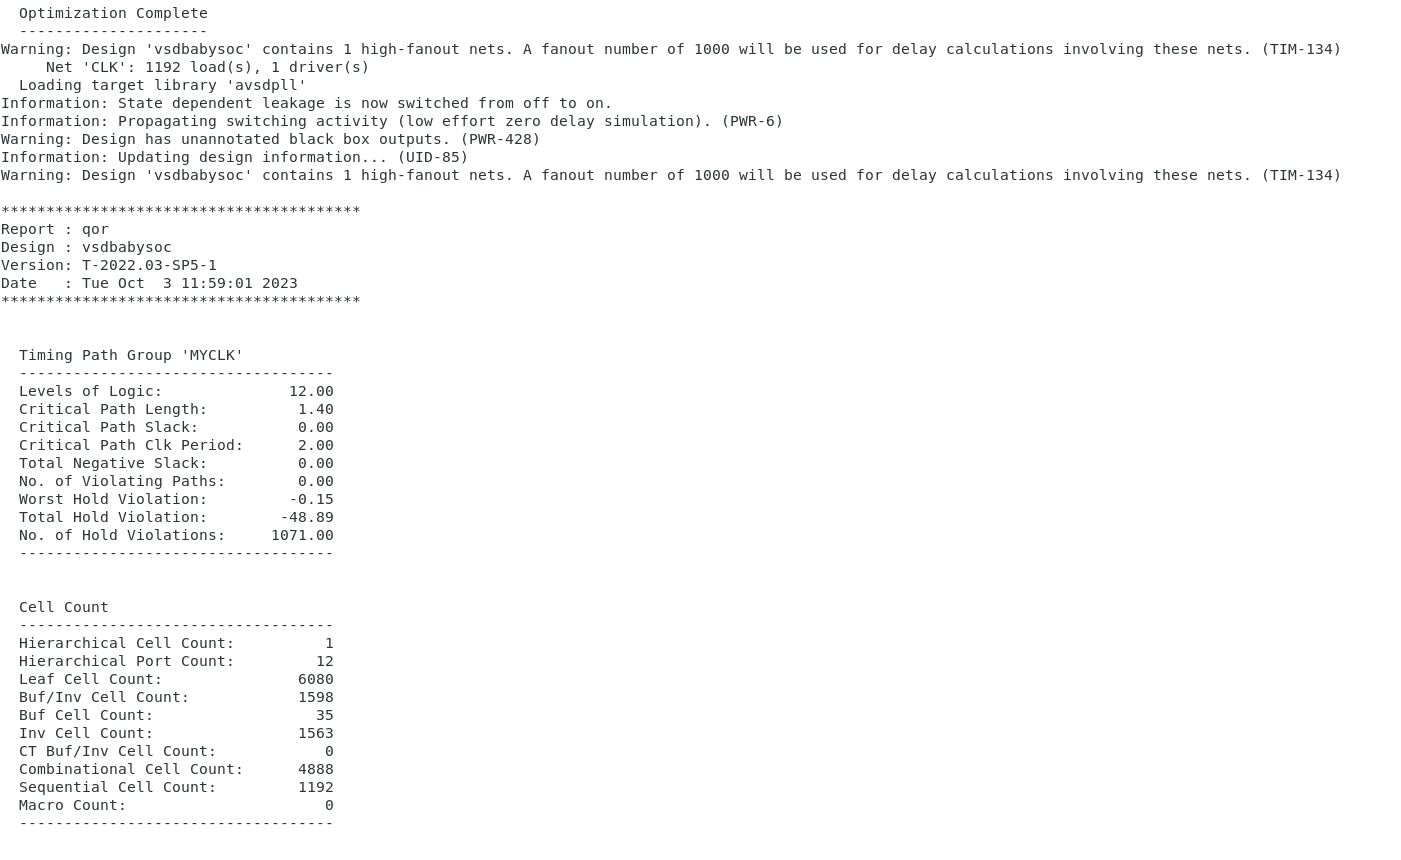 Optimization Complete
---------------------
Warning: Design 'vsdbabysoc' contains 1 high-fanout nets. A fanout number of 1000 will be used for delay calculations involving these nets. (TIM-134)
     Net 'CLK': 1192 load(s), 1 driver(s)
  Loading target library 'avsdpll'
Information: State dependent leakage is now switched from off to on.
Information: Propagating switching activity (low effort zero delay simulation). (PWR-6)
Warning: Design has unannotated black box outputs. (PWR-428)
Information: Updating design information... (UID-85)
Warning: Design 'vsdbabysoc' contains 1 high-fanout nets. A fanout number of 1000 will be used for delay calculations involving these nets. (TIM-134)

****************************************
Report : qor
Design : vsdbabysoc
Version: T-2022.03-SP5-1
Date   : Tue Oct  3 11:59:01 2023
****************************************


  Timing Path Group 'MYCLK'
  -----------------------------------
  Levels of Logic:              12.00
  Critical Path Length:          1.40
  Critical Path Slack:           0.00
  Critical Path Clk Period:      2.00
  Total Negative Slack:          0.00
  No. of Violating Paths:        0.00
  Worst Hold Violation:         -0.15
  Total Hold Violation:        -48.89
  No. of Hold Violations:     1071.00
  -----------------------------------


  Cell Count
  -----------------------------------
  Hierarchical Cell Count:          1
  Hierarchical Port Count:         12
  Leaf Cell Count:               6080
  Buf/Inv Cell Count:            1598
  Buf Cell Count:                  35
  Inv Cell Count:                1563
  CT Buf/Inv Cell Count:            0
  Combinational Cell Count:      4888
  Sequential Cell Count:         1192
  Macro Count:                      0
  -----------------------------------